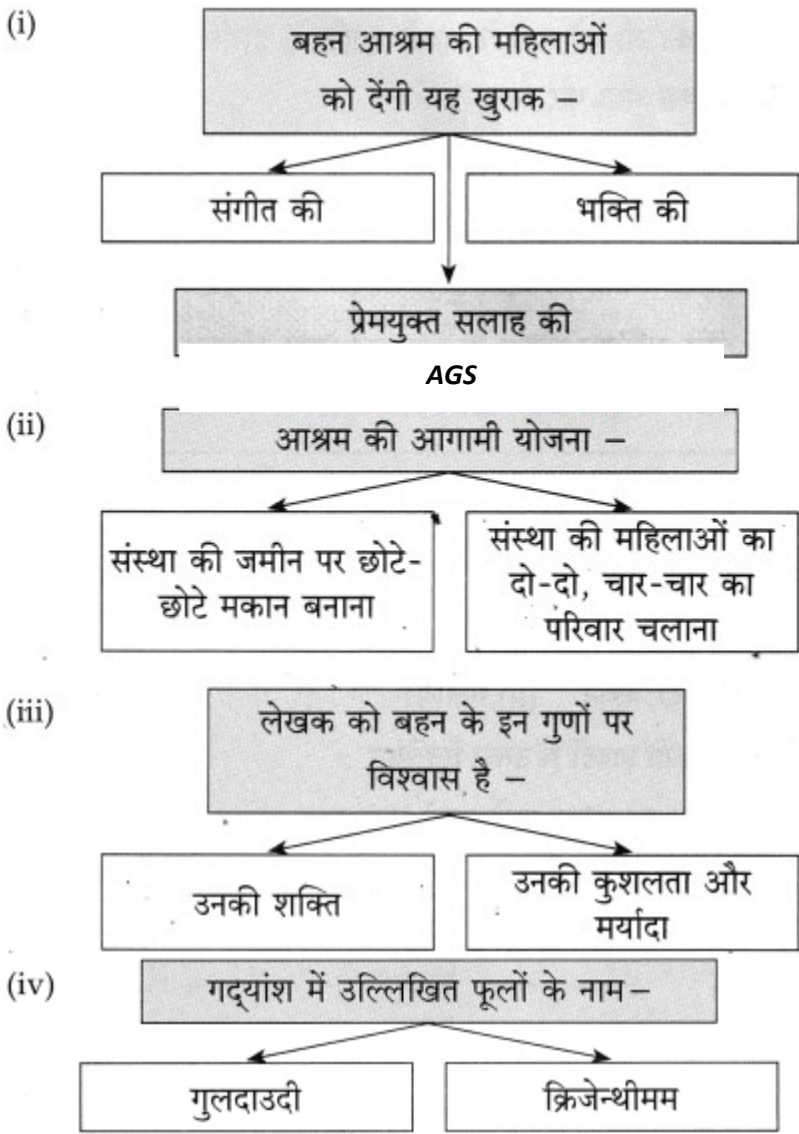 (i)
बहन आश्रम की महिलाओं
को देंगी यह खुराक –
संगीत की
भक्ति की
प्रेमयुक्त सलाह की
AGS
(ii)
आश्रम की आगामी योजना –
संस्था की जमीन पर छोटे-
छोटे मकान बनाना
संस्था की महिलाओं का
दो-दो, चार-चार का
परिवार चलाना
(iii)
लेखक को बहन के इन गुणों पर
विश्वास है –
उनकी शक्ति
उनकी कुशलता और
मर्यादा
(iv)
गद्‌यांश में उल्लिखित फूलों के नाम–
गुलदाउदी
क्रिजेन्थीमम